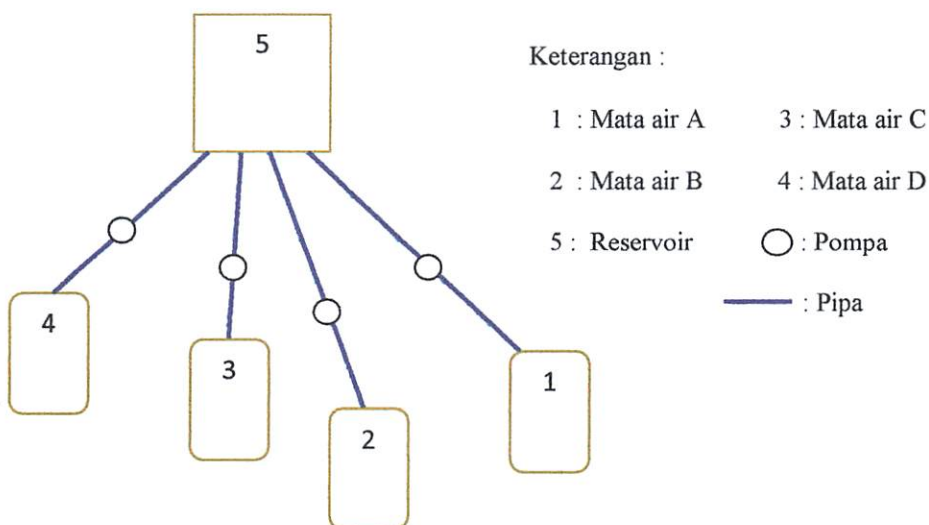 5
Keterangan :
1 : Mata air A
3 : Mata air C
2 : Mata air B
4 : Mata air D
5 : Reservoir
: Pompa
: Pipa
4
3
2
1